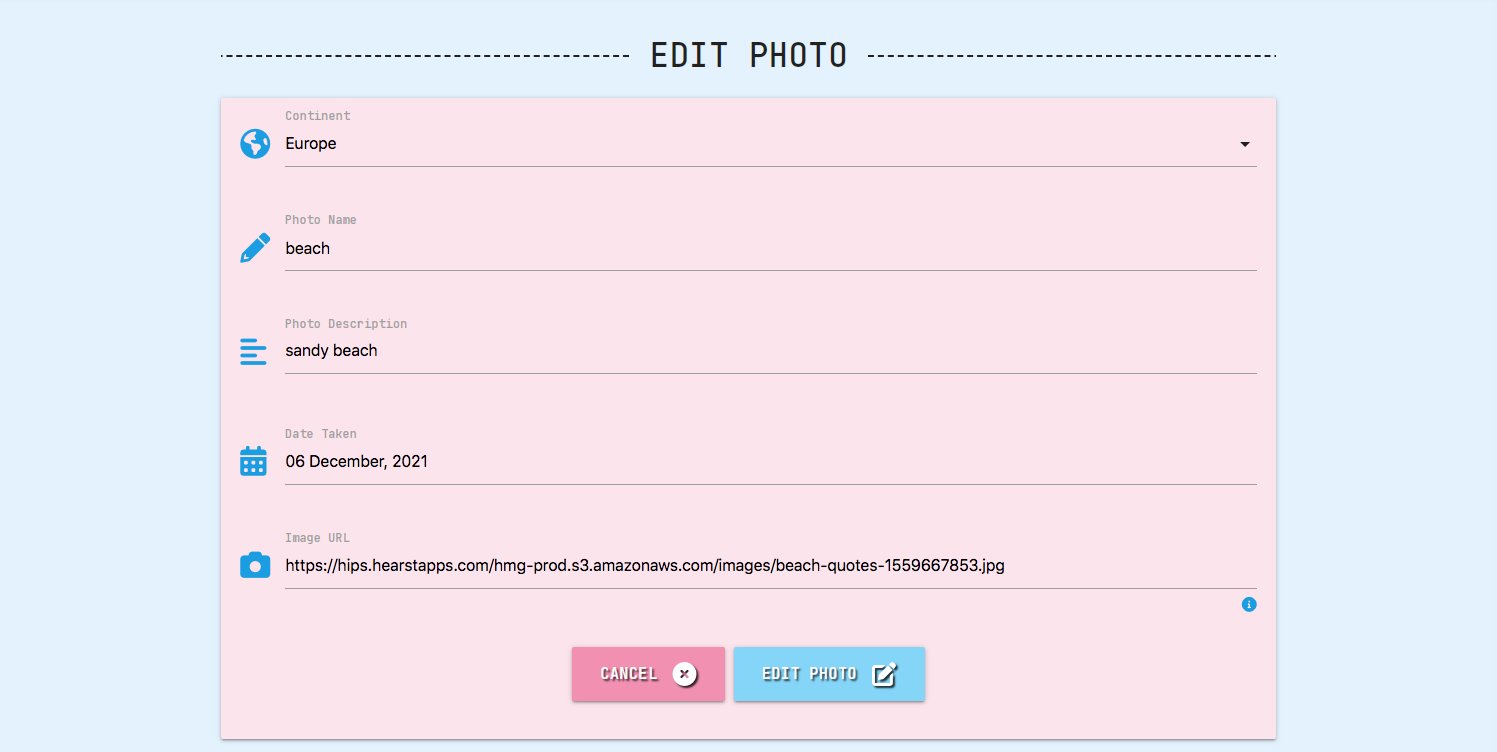 EDIT PHOTO
Continent
Europe
Photo Name
beach
Photo Description
sandy beach
Date Taken
06 December, 2021
Image URL
https://hips.hearstapps.com/hmg-prod.s3.amazonaws.com/images/beach-quotes-1559667853.jpg
CANCEL
EDIT PHOTO